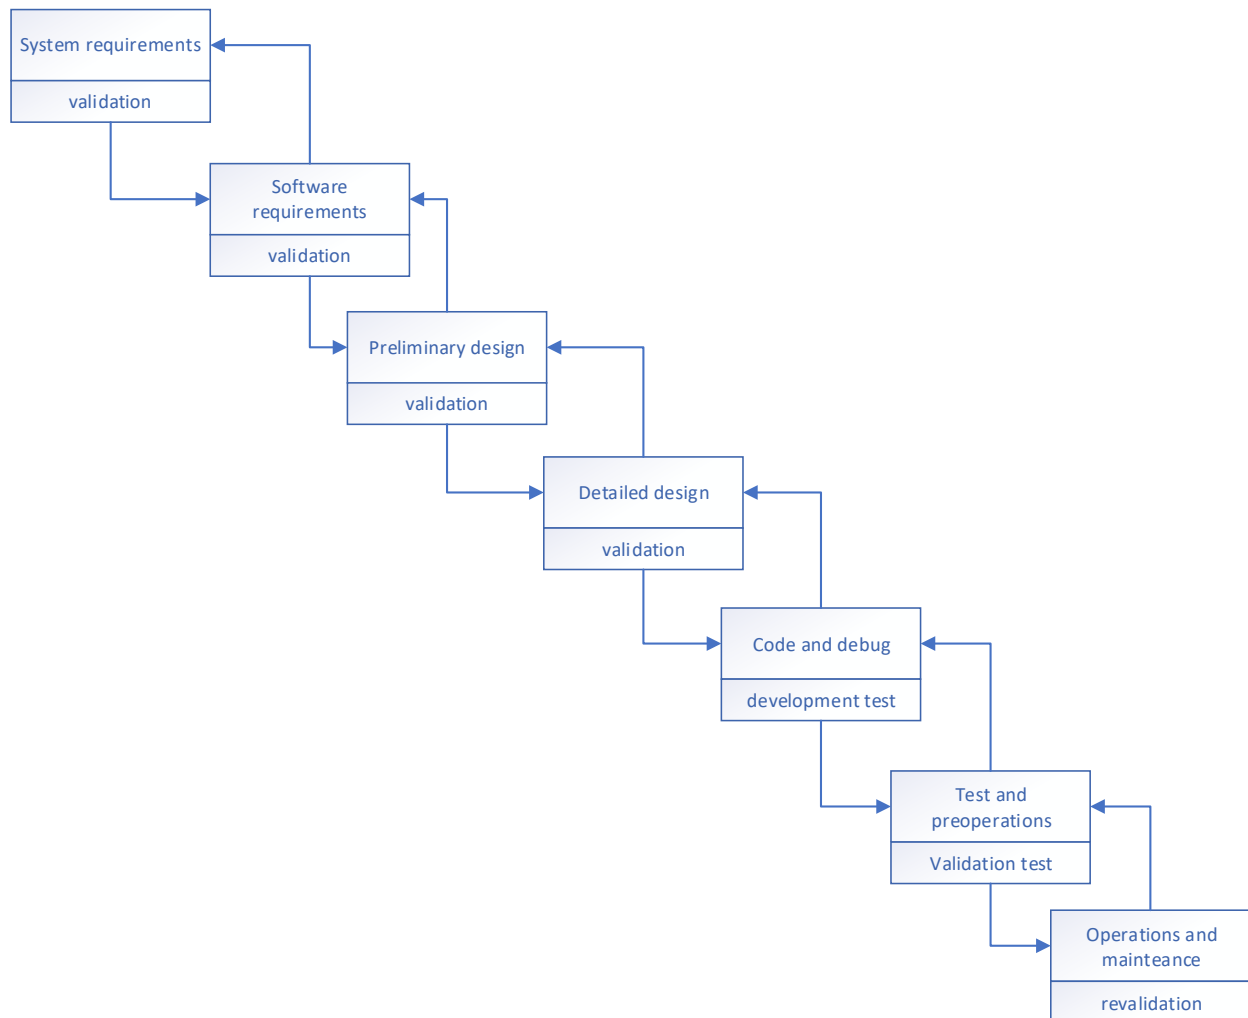 System requirements
validation
Software
requirements
validation
Preliminary design
validation
Detailed design
validation
Code and debug
development test
Test and
preoperations
Validation test
Operations and
mainteance
revalidation